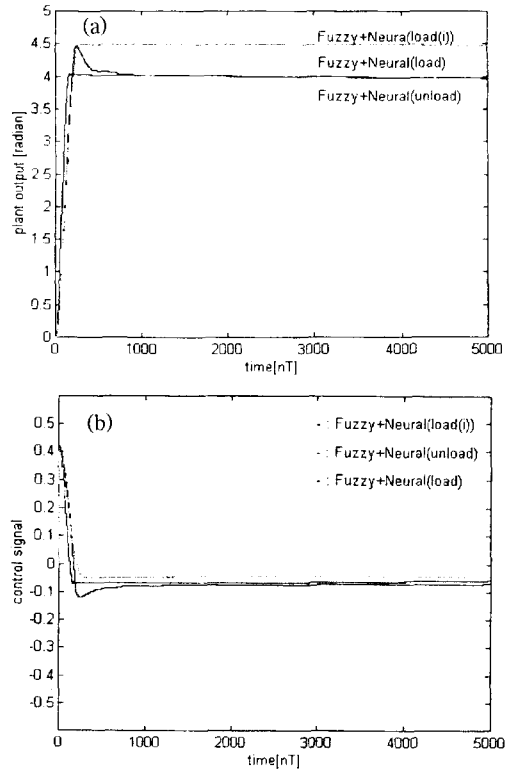 (a)
5
4.5
4
3.5
3
2.5
2
1.5
1
0.5
0
plant output [radian]
Fuzzy+Neura(load(i))
Fuzzy+Neural(load)
Fuzzy+Neural(unload)
0 1000 2000 3000 4000 5000
time[nT]
(b)
0.5
0.4
0.3
0.2
0.1
0
-0.1
-0.2
-0.3
-0.4
-0.5
control signal
- : Fuzzy+Neural(load(i))
- : Fuzzy+Neural(unload)
- : Fuzzy+Neural(load)
0 1000 2000 3000 4000 5000
time[nT]